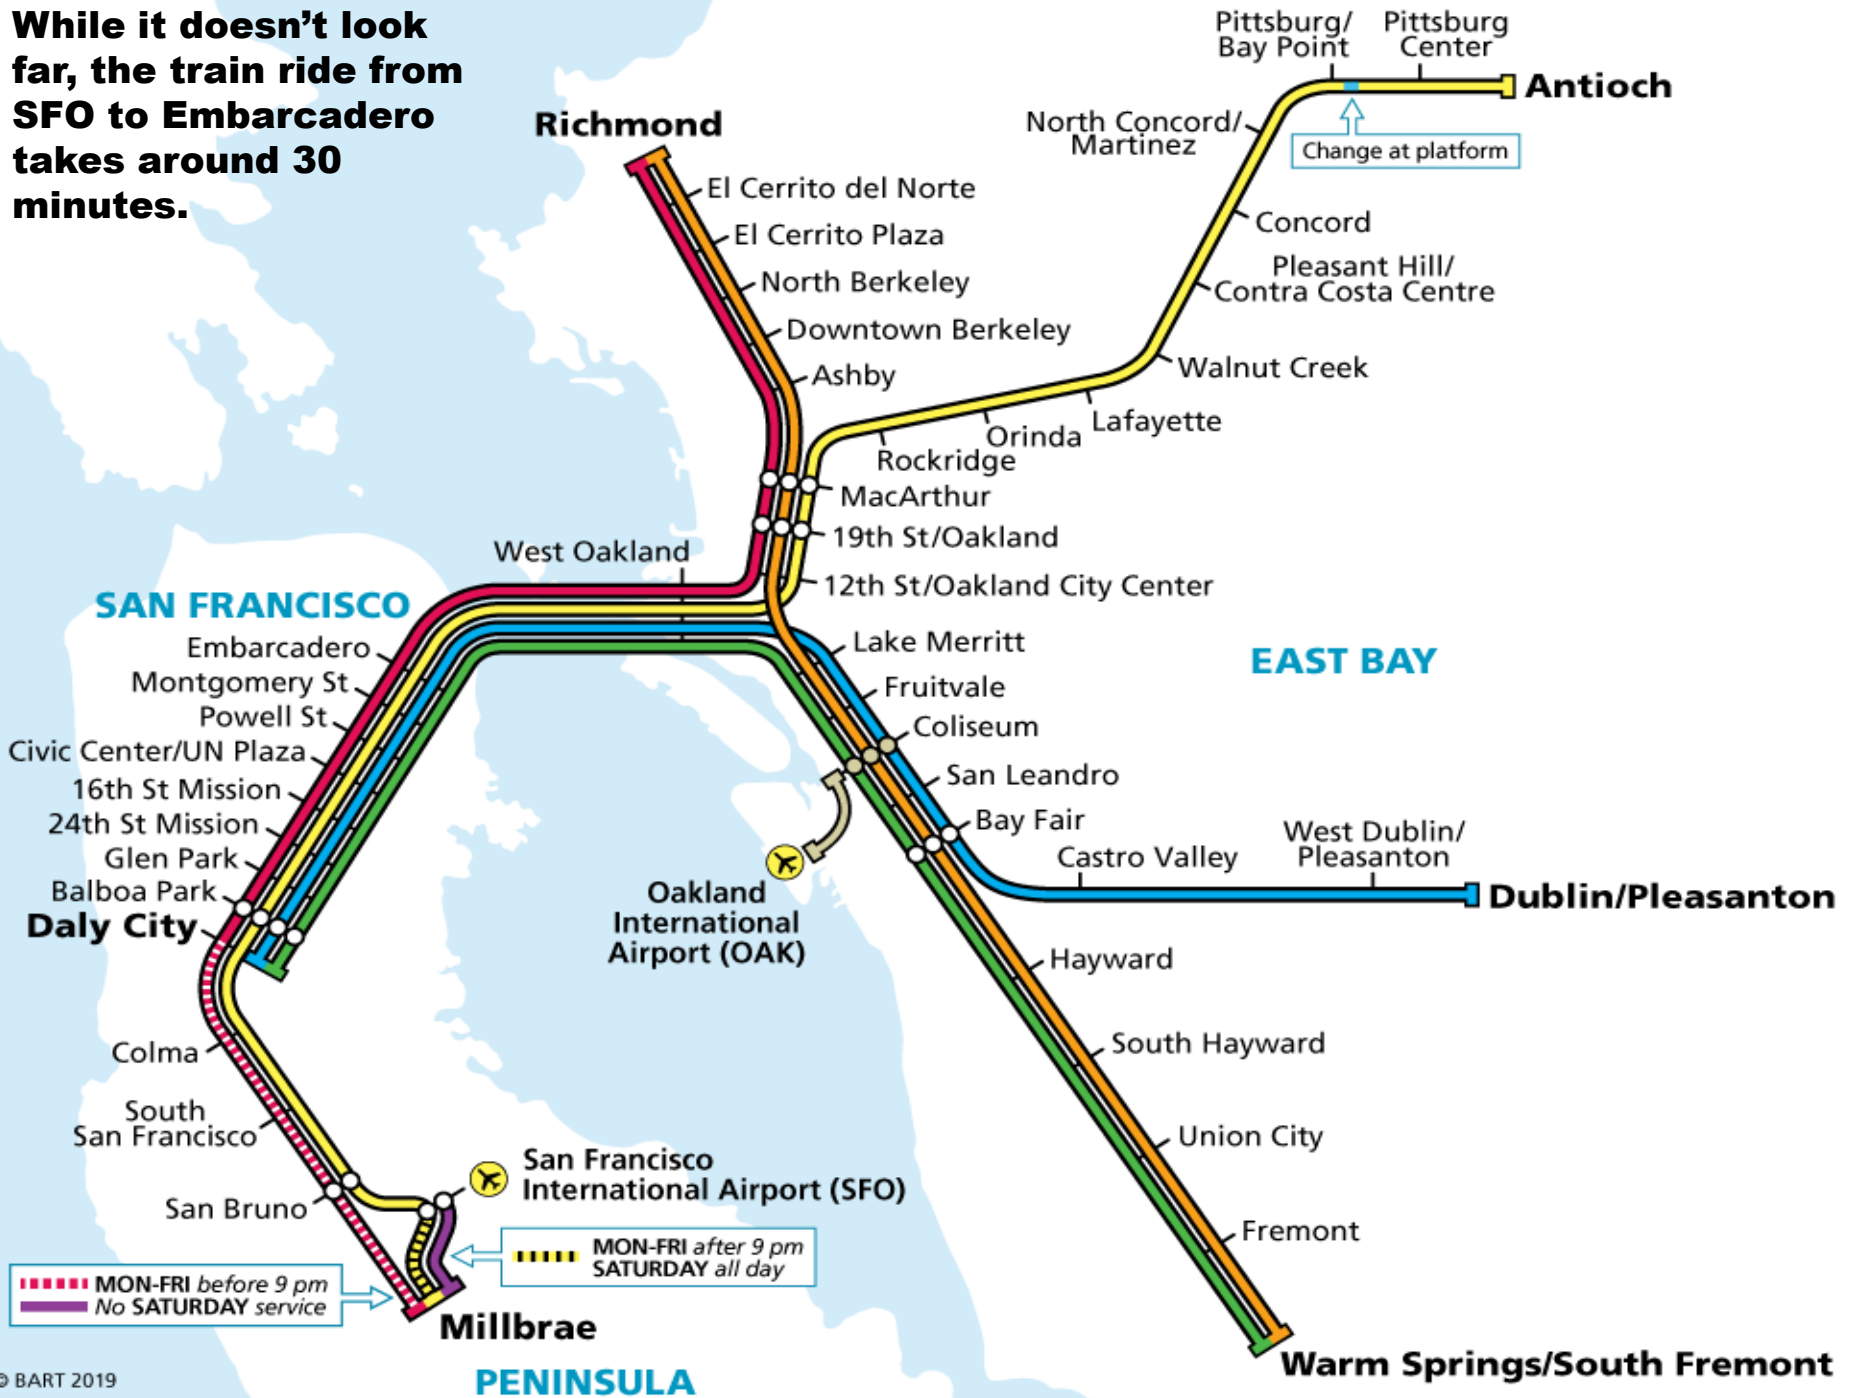 While it doesn’t look
far, the train ride from
SFO to Embarcadero
takes around 30
minutes.
Pittsburg/
Bay Point
Pittsburg
Center
Antioch
Change at platform
North Concord/
Martinez
Concord
Pleasant Hill/
Contra Costa Centre
Walnut Creek
Lafayette
Orinda
Rockridge
Richmond
El Cerrito del Norte
El Cerrito Plaza
North Berkeley
Downtown Berkeley
Ashby
MacArthur
19th St/Oakland
12th St/Oakland City Center
West Oakland
SAN FRANCISCO
Embarcadero
Montgomery St
Powell St
Civic Center/UN Plaza
16th St Mission
24th St Mission
Glen Park
Balboa Park
Daly City
Colma
South
San Francisco
San Bruno
San Francisco
International Airport (SFO)
MON-FRI after 9 pm
SATURDAY all day
MON-FRI before 9 pm
No SATURDAY service
Millbrae
PENINSULA
© BART 2019
EAST BAY
Lake Merritt
Fruitvale
Coliseum
San Leandro
Bay Fair
Oakland
International
Airport (OAK)
Castro Valley
West Dublin/
Pleasanton
Dublin/Pleasanton
Hayward
South Hayward
Union City
Fremont
Warm Springs/South Fremont